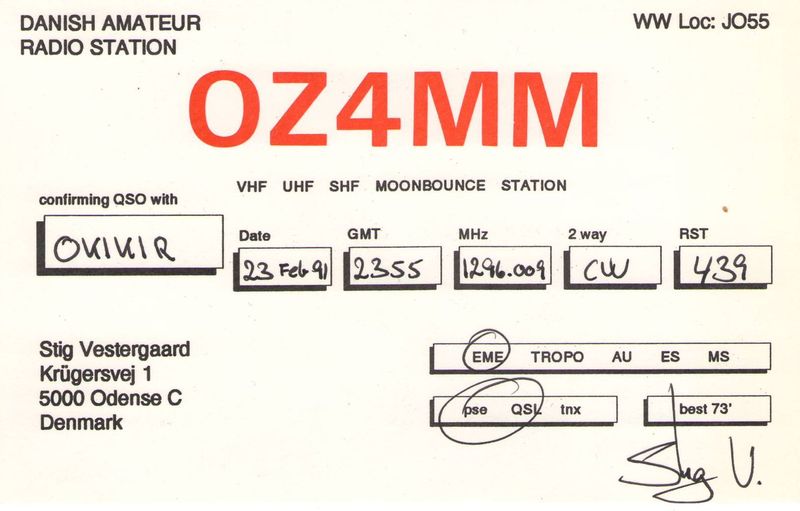 DANISH AMATEUR
RADIO STATION
WW Loc: JO55
OZ4MM
VHF UHF SHF MOONBOUNCE STATION
confirming QSO with
OK1KIR
Date GMT MHz 2 way RST
23 Feb 91 2355 1296.009 CW 439
Stig Vestergaard
Krügersvej 1
5000 Odense C
Denmark
EME TROPO AU ES MS
pse QSL tnx
best 73'
Stig V.